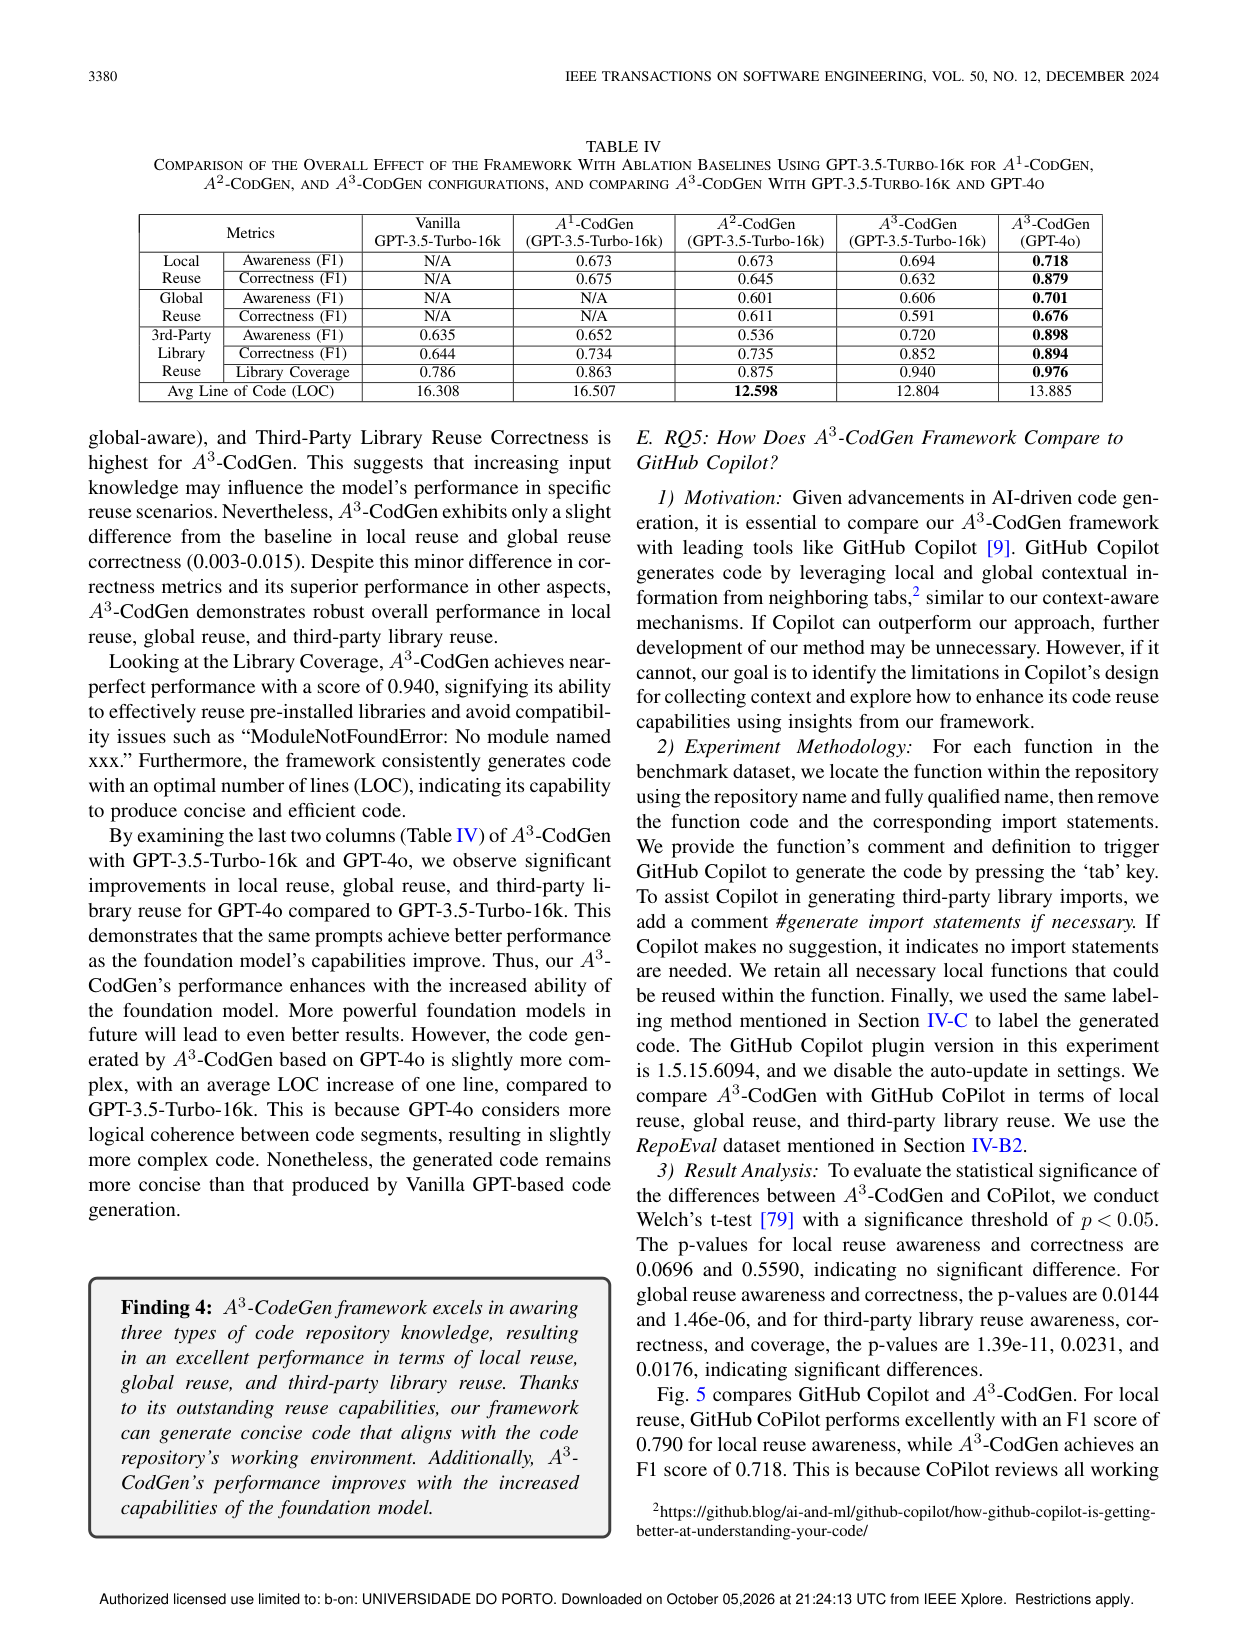 3380
IEEE TRANSACTIONS ON SOFTWARE ENGINEERING, VOL. 50, NO. 12, DECEMBER 2024
TABLE IV
COMPARISON OF THE OVERALL EFFECT OF THE FRAMEWORK WITH ABLATION BASELINES USING GPT-3.5-TURBO-16K FOR A¹-CODGEN,
A²-CODGEN, AND A³-CODGEN CONFIGURATIONS, AND COMPARING A³-CODGEN WITH GPT-3.5-TURBO-16K AND GPT-4O
Metrics | Vanilla GPT-3.5-Turbo-16k | A¹-CodGen (GPT-3.5-Turbo-16k) | A²-CodGen (GPT-3.5-Turbo-16k) | A³-CodGen (GPT-3.5-Turbo-16k) | A³-CodGen (GPT-4o)
Local Reuse | Awareness (F1) | N/A | 0.673 | 0.673 | 0.694 | 0.718
Correctness (F1) | N/A | 0.675 | 0.645 | 0.632 | 0.879
Global Reuse | Awareness (F1) | N/A | N/A | 0.601 | 0.606 | 0.701
Correctness (F1) | N/A | N/A | 0.611 | 0.591 | 0.676
3rd-Party Library Reuse | Awareness (F1) | 0.635 | 0.652 | 0.536 | 0.720 | 0.898
Correctness (F1) | 0.644 | 0.734 | 0.735 | 0.852 | 0.894
Library Coverage | 0.786 | 0.863 | 0.875 | 0.940 | 0.976
Avg Line of Code (LOC) | 16.308 | 16.507 | 12.598 | 12.804 | 13.885
global-aware), and Third-Party Library Reuse Correctness is
highest for A³-CodGen. This suggests that increasing input
knowledge may influence the model's performance in specific
reuse scenarios. Nevertheless, A³-CodGen exhibits only a slight
difference from the baseline in local reuse and global reuse
correctness (0.003-0.015). Despite this minor difference in cor-
rectness metrics and its superior performance in other aspects,
A³-CodGen demonstrates robust overall performance in local
reuse, global reuse, and third-party library reuse.
Looking at the Library Coverage, A³-CodGen achieves near-
perfect performance with a score of 0.940, signifying its ability
to effectively reuse pre-installed libraries and avoid compatibil-
ity issues such as “ModuleNotFoundError: No module named
xxx.” Furthermore, the framework consistently generates code
with an optimal number of lines (LOC), indicating its capability
to produce concise and efficient code.
By examining the last two columns (Table IV) of A³-CodGen
with GPT-3.5-Turbo-16k and GPT-4o, we observe significant
improvements in local reuse, global reuse, and third-party li-
brary reuse for GPT-4o compared to GPT-3.5-Turbo-16k. This
demonstrates that the same prompts achieve better performance
as the foundation model's capabilities improve. Thus, our A³-
CodGen's performance enhances with the increased ability of
the foundation model. More powerful foundation models in
future will lead to even better results. However, the code gen-
erated by A³-CodGen based on GPT-4o is slightly more com-
plex, with an average LOC increase of one line, compared to
GPT-3.5-Turbo-16k. This is because GPT-4o considers more
logical coherence between code segments, resulting in slightly
more complex code. Nonetheless, the generated code remains
more concise than that produced by Vanilla GPT-based code
generation.
Finding 4: A³-CodeGen framework excels in awaring
three types of code repository knowledge, resulting
in an excellent performance in terms of local reuse,
global reuse, and third-party library reuse. Thanks
to its outstanding reuse capabilities, our framework
can generate concise code that aligns with the code
repository's working environment. Additionally, A³-
CodGen's performance improves with the increased
capabilities of the foundation model.
E. RQ5: How Does A³-CodGen Framework Compare to
GitHub Copilot?
1) Motivation: Given advancements in AI-driven code gen-
eration, it is essential to compare our A³-CodGen framework
with leading tools like GitHub Copilot [9]. GitHub Copilot
generates code by leveraging local and global contextual in-
formation from neighboring tabs,² similar to our context-aware
mechanisms. If Copilot can outperform our approach, further
development of our method may be unnecessary. However, if it
cannot, our goal is to identify the limitations in Copilot's design
for collecting context and explore how to enhance its code reuse
capabilities using insights from our framework.
2) Experiment Methodology: For each function in the
benchmark dataset, we locate the function within the repository
using the repository name and fully qualified name, then remove
the function code and the corresponding import statements.
We provide the function's comment and definition to trigger
GitHub Copilot to generate the code by pressing the ‘tab’ key.
To assist Copilot in generating third-party library imports, we
add a comment #generate import statements if necessary. If
Copilot makes no suggestion, it indicates no import statements
are needed. We retain all necessary local functions that could
be reused within the function. Finally, we used the same label-
ing method mentioned in Section IV-C to label the generated
code. The GitHub Copilot plugin version in this experiment
is 1.5.15.6094, and we disable the auto-update in settings. We
compare A³-CodGen with GitHub CoPilot in terms of local
reuse, global reuse, and third-party library reuse. We use the
RepoEval dataset mentioned in Section IV-B2.
3) Result Analysis: To evaluate the statistical significance of
the differences between A³-CodGen and CoPilot, we conduct
Welch's t-test [79] with a significance threshold of p < 0.05.
The p-values for local reuse awareness and correctness are
0.0696 and 0.5590, indicating no significant difference. For
global reuse awareness and correctness, the p-values are 0.0144
and 1.46e-06, and for third-party library reuse awareness, cor-
rectness, and coverage, the p-values are 1.39e-11, 0.0231, and
0.0176, indicating significant differences.
Fig. 5 compares GitHub Copilot and A³-CodGen. For local
reuse, GitHub CoPilot performs excellently with an F1 score of
0.790 for local reuse awareness, while A³-CodGen achieves an
F1 score of 0.718. This is because CoPilot reviews all working
²https://github.blog/ai-and-ml/github-copilot/how-github-copilot-is-getting-
better-at-understanding-your-code/
Authorized licensed use limited to: b-on: UNIVERSIDADE DO PORTO. Downloaded on October 05,2026 at 21:24:13 UTC from IEEE Xplore. Restrictions apply.